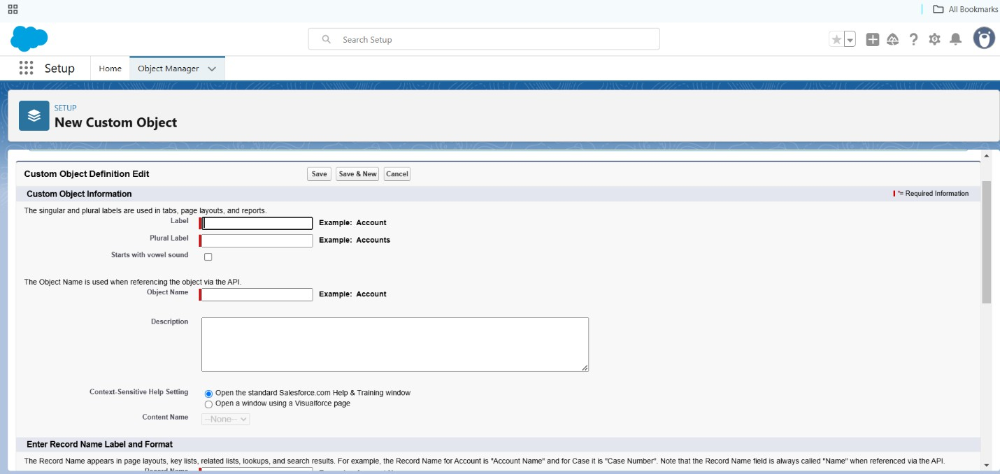 All Bookmarks
Search Setup
Setup Home Object Manager
SETUP
New Custom Object
Custom Object Definition Edit Save Save & New Cancel
Custom Object Information *= Required Information
The singular and plural labels are used in tabs, page layouts, and reports.
Label Example: Account
Plural Label Example: Accounts
Starts with vowel sound
The Object Name is used when referencing the object via the API.
Object Name Example: Account
Description
Context-Sensitive Help Setting Open the standard Salesforce.com Help & Training window
Open a window using a Visualforce page
Content Name --None--
Enter Record Name Label and Format
The Record Name appears in page layouts, key lists, related lists, lookups, and search results. For example, the Record Name for Account is "Account Name" and for Case it is "Case Number". Note that the Record Name field is always called "Name" when referenced via the API.
Record Name